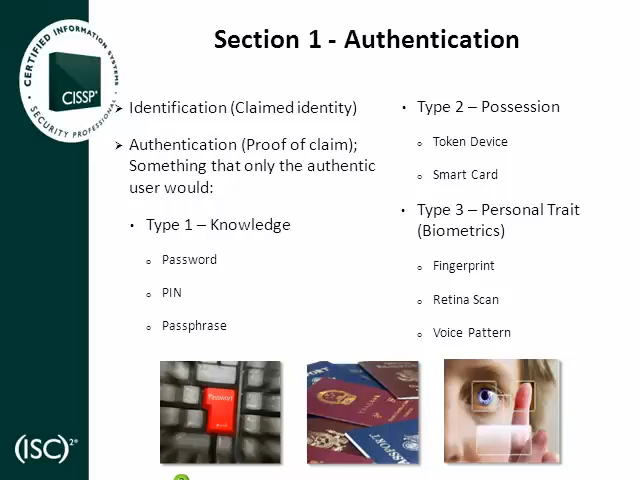 Section 1 - Authentication
CERTIFIED INFORMATION SYSTEMS
CISSP®
SECURITY PROFESSIONAL
Identification (Claimed identity)
Authentication (Proof of claim);
Something that only the authentic
user would:
Type 1 – Knowledge
Password
PIN
Passphrase
Type 2 – Possession
Token Device
Smart Card
Type 3 – Personal Trait
(Biometrics)
Fingerprint
Retina Scan
Voice Pattern
PASSPORT
(ISC)²®